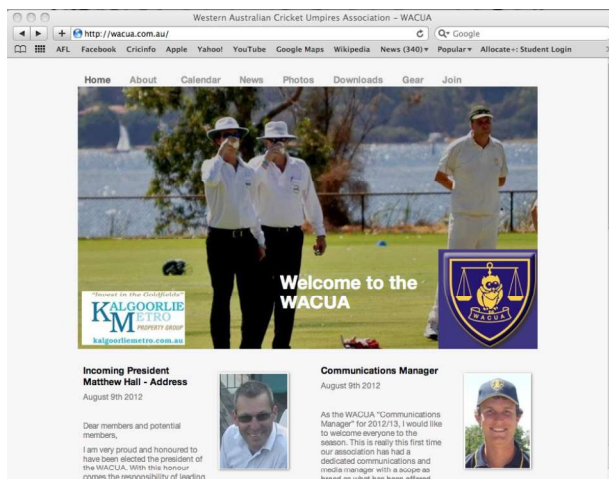 Western Australian Cricket Umpires Association – WACUA
http://wacua.com.au/
Google
AFL Facebook Cricinfo Apple Yahoo! YouTube Google Maps Wikipedia News (340) Popular Allocate+: Student Login
Home About Calendar News Photos Downloads Gear Join
Welcome to the
WACUA
"Invest in the Goldfields"
KALGOORLIE
METRO
PROPERTY GROUP
kalgoorliemetro.com.au
WACUA
Incoming President
Matthew Hall - Address
August 9th 2012
Dear members and potential
members,
I am very proud and honoured to
have been elected the president of
the WACUA. With this honour
comes the responsibility of leading
Communications Manager
August 9th 2012
As the WACUA "Communications
Manager" for 2012/13, I would like
to welcome everyone to the
season. This is really this first time
our association has had a
dedicated communications and
media manager with a scope as
broad as what has been offered